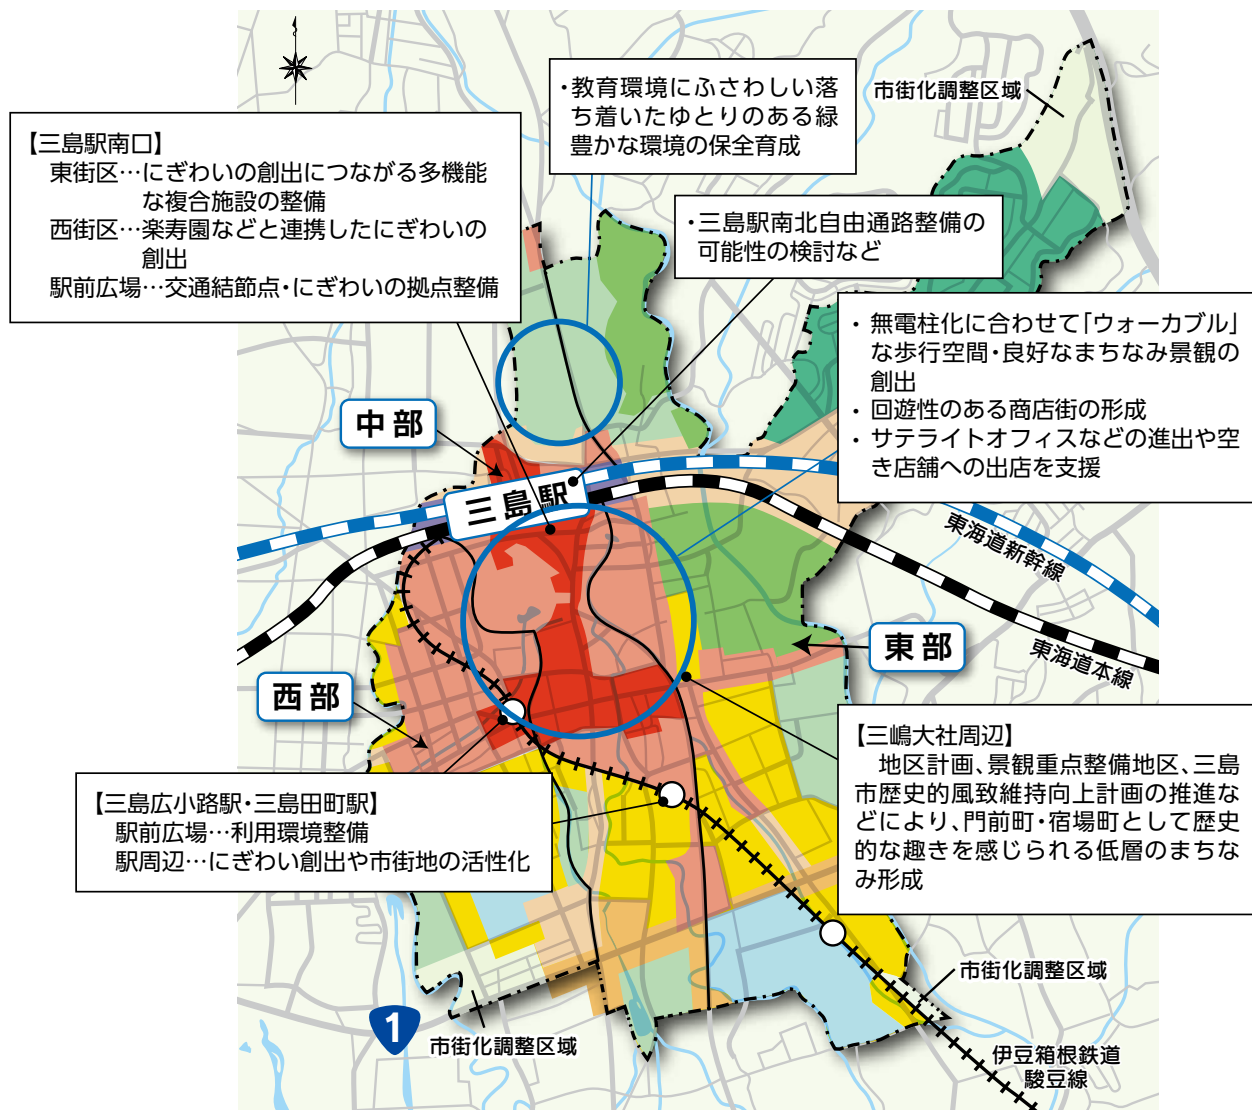 ・教育環境にふさわしい落
ち着いたゆとりのある緑
豊かな環境の保全育成
市街化調整区域
【三島駅南口】
東街区…にぎわいの創出につながる多機能
な複合施設の整備
西街区…楽寿園などと連携したにぎわいの
創出
駅前広場…交通結節点・にぎわいの拠点整備
・三島駅南北自由通路整備の
可能性の検討など
・無電柱化に合わせて「ウォーカブル」
な歩行空間・良好なまちなみ景観の
創出
・回遊性のある商店街の形成
・サテライトオフィスなどの進出や空
き店舗への出店を支援
中部
三島駅
東海道新幹線
東部
東海道本線
西部
【三嶋大社周辺】
地区計画、景観重点整備地区、三島
市歴史的風致維持向上計画の推進な
どにより、門前町・宿場町として歴史
的な趣きを感じられる低層のまちな
み形成
【三島広小路駅・三島田町駅】
駅前広場…利用環境整備
駅周辺…にぎわい創出や市街地の活性化
市街化調整区域
1
市街化調整区域
伊豆箱根鉄道
駿豆線